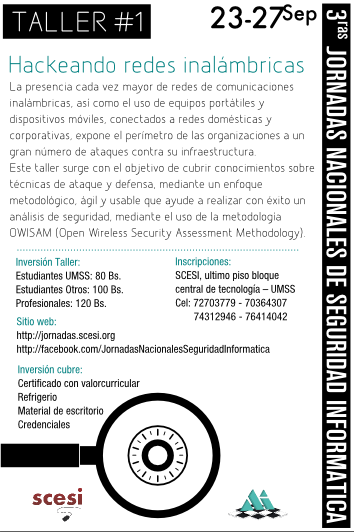 TALLER #1
23-27Sep
Hackeando redes inalámbricas
La presencia cada vez mayor de redes de comunicaciones
inalámbricas, así como el uso de equipos portátiles y
dispositivos móviles, conectados a redes domésticas y
corporativas, expone el perímetro de las organizaciones a un
gran número de ataques contra su infraestructura.
Este taller surge con el objetivo de cubrir conocimientos sobre
técnicas de ataque y defensa, mediante un enfoque
metodológico, ágil y usable que ayude a realizar con éxito un
análisis de seguridad, mediante el uso de la metodología
OWISAM (Open Wireless Security Assessment Methodology).
Inversión Taller:
Estudiantes UMSS: 80 Bs.
Estudiantes Otros: 100 Bs.
Profesionales: 120 Bs.
Inscripciones:
SCESI, ultimo piso bloque
central de tecnología – UMSS
Cel: 72703779 - 70364307
74312946 - 76414042
Sitio web:
http://jornadas.scesi.org
http://facebook.com/JornadasNacionalesSeguridadInformatica
Inversión cubre:
Certificado con valorcurricular
Refrigerio
Material de escritorio
Credenciales
scesi
3ras JORNADAS NACIONALES DE SEGURIDAD INFORMATICA